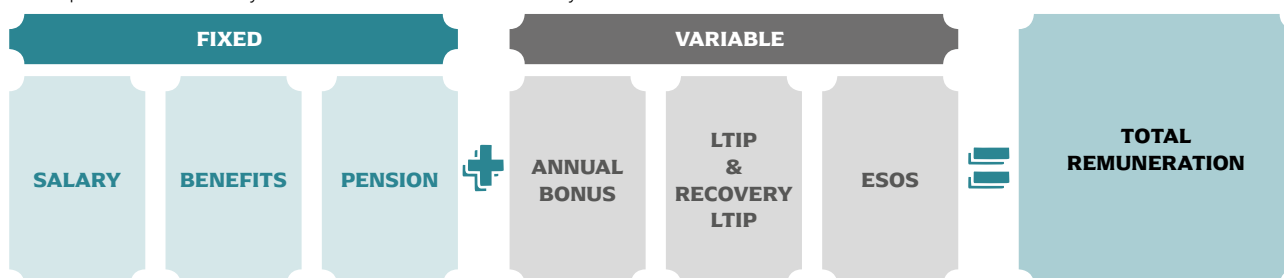 FIXED
VARIABLE
SALARY
BENEFITS
PENSION
ANNUAL
BONUS
LTIP
&
RECOVERY
LTIP
ESOS
TOTAL
REMUNERATION